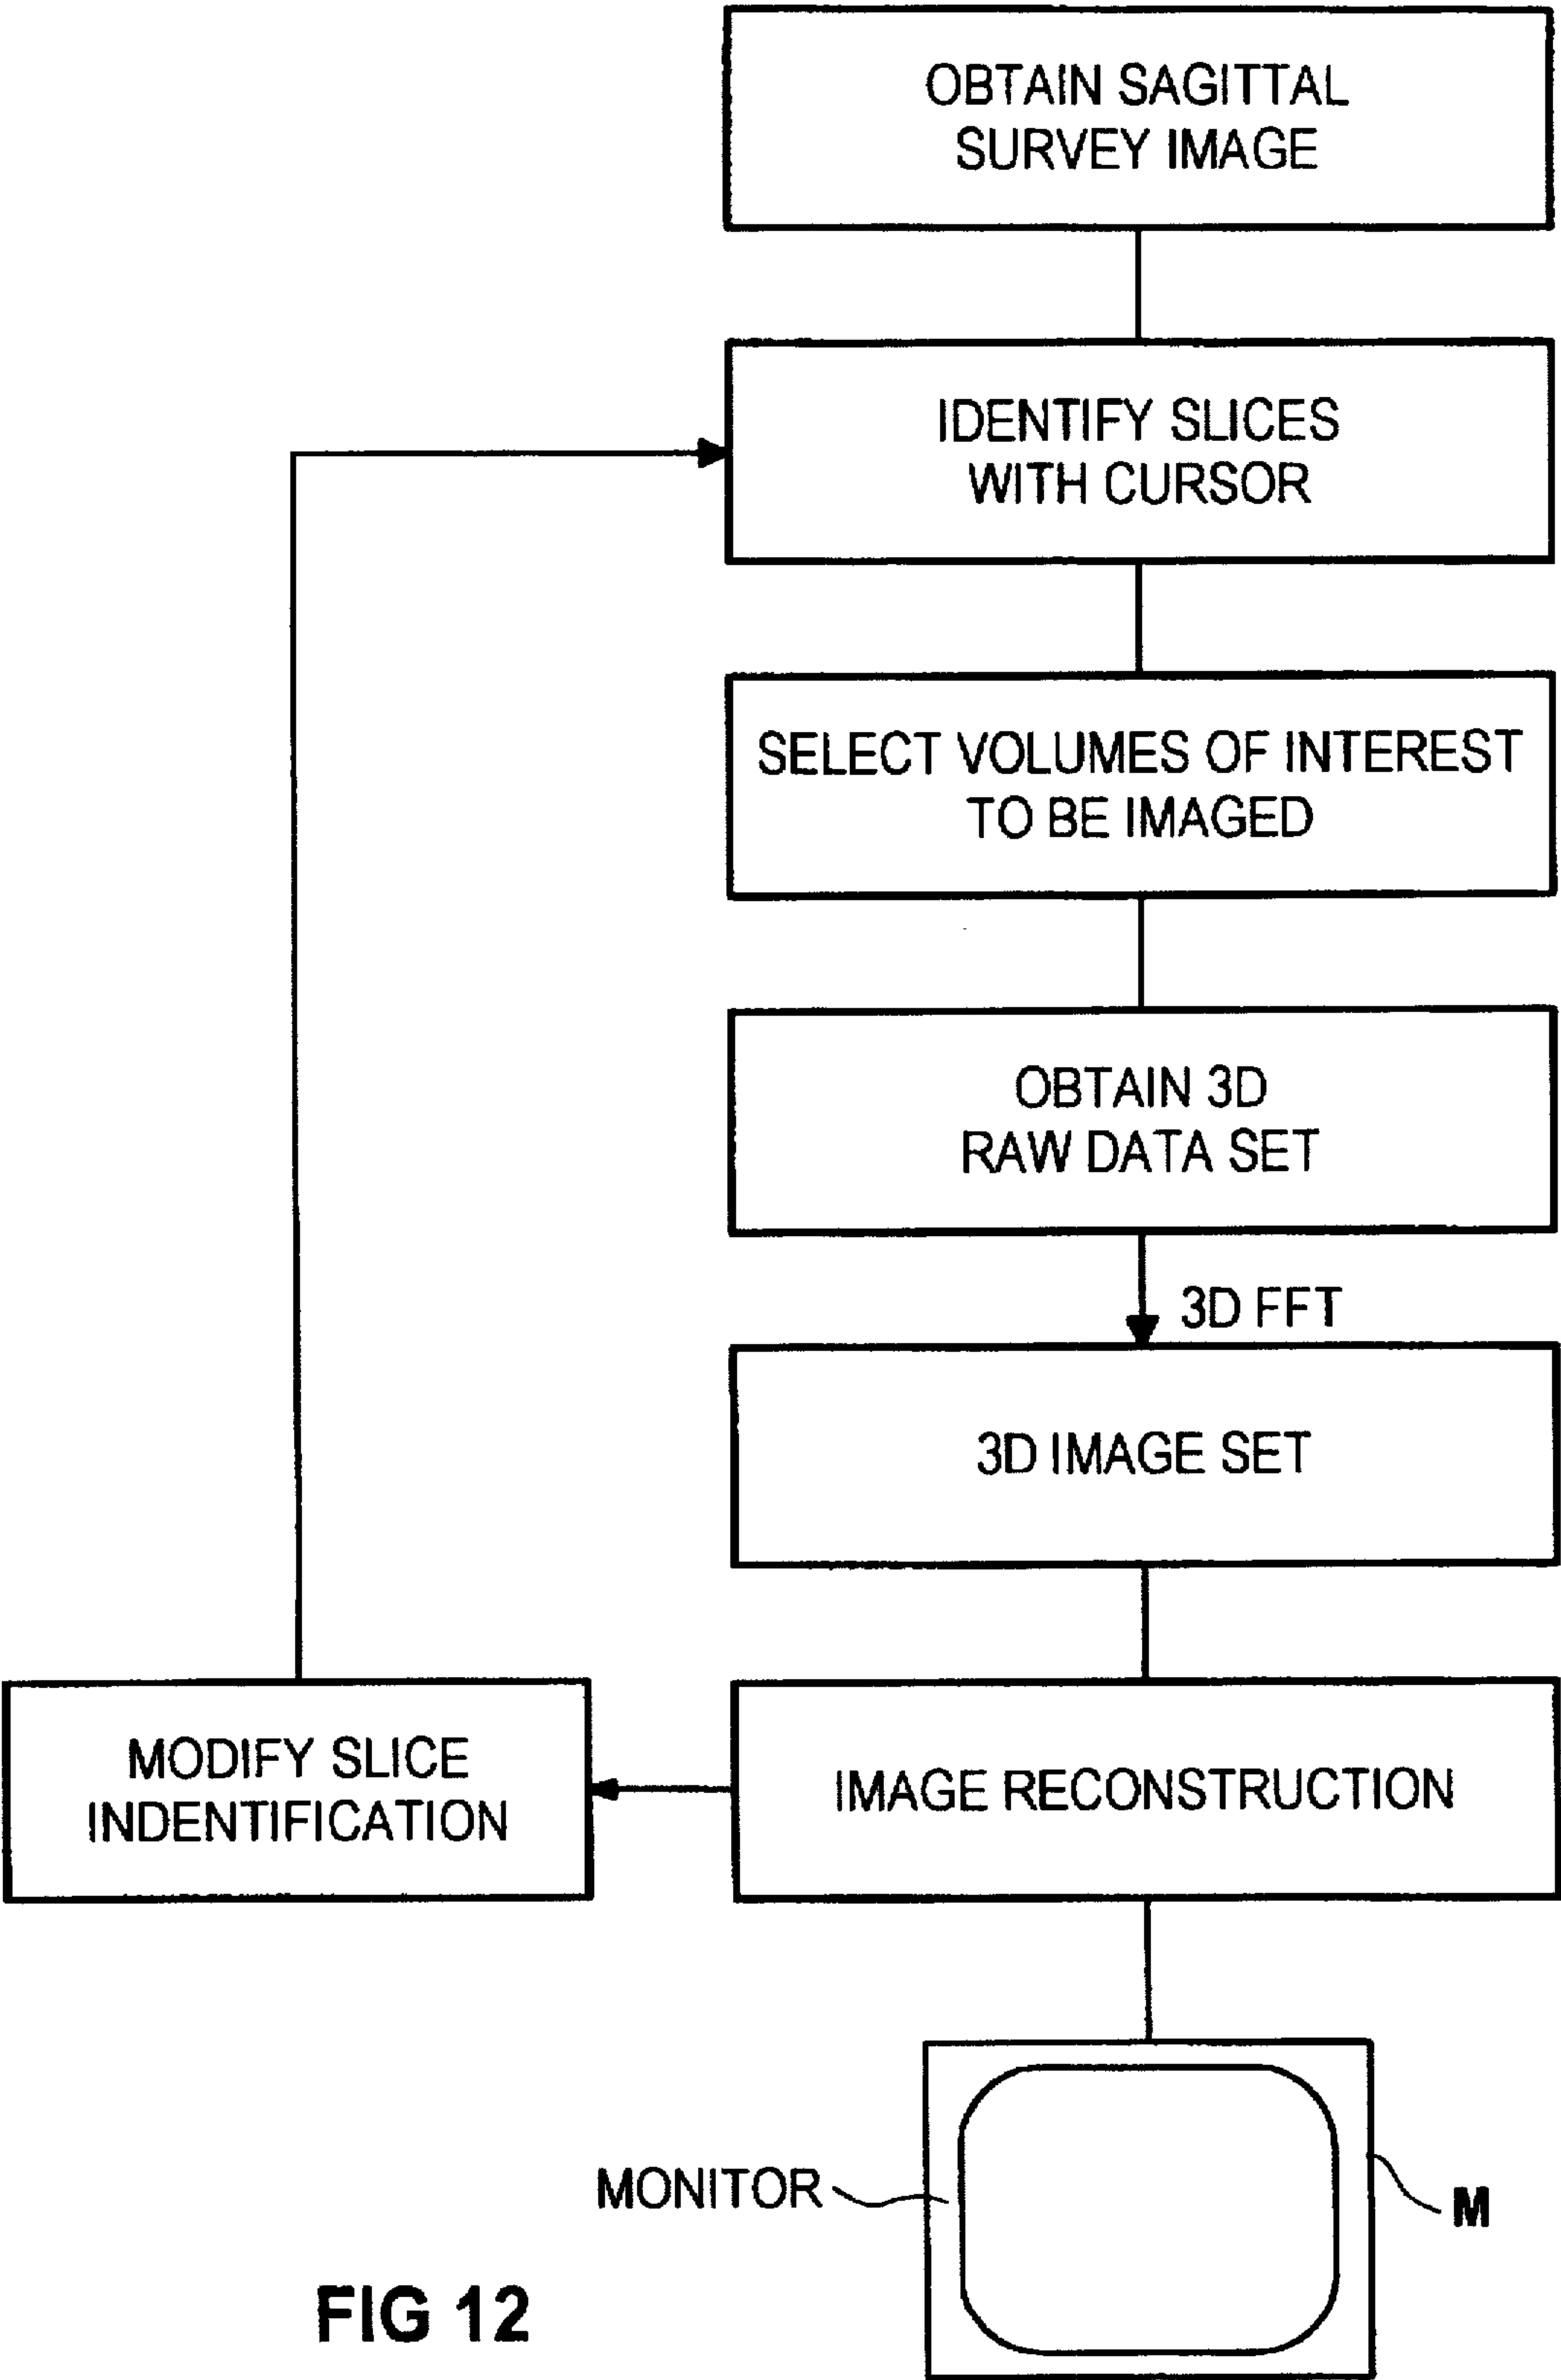 OBTAIN SAGITTAL
SURVEY IMAGE
IDENTIFY SLICES
WITH CURSOR
SELECT VOLUMES OF INTEREST
TO BE IMAGED
OBTAIN 3D
RAW DATA SET
3D FFT
3D IMAGE SET
MODIFY SLICE
INDENTIFICATION
IMAGE RECONSTRUCTION
MONITOR
M
FIG 12